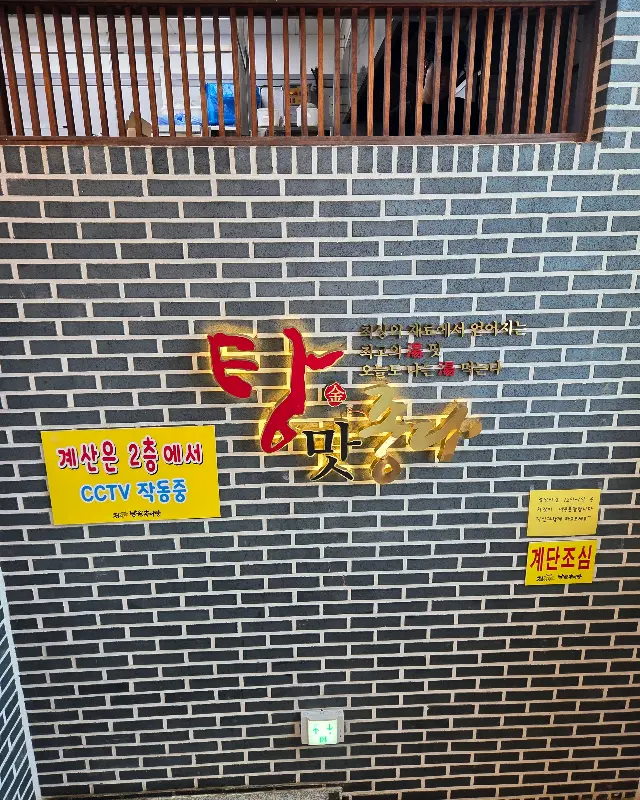 최상의 재료에서 얻어지는
최고의 湯 맛
오늘도 나는 湯 먹는다
탕 金
맛 좋다
계산은 2층에서
CCTV 작동중
계단조심